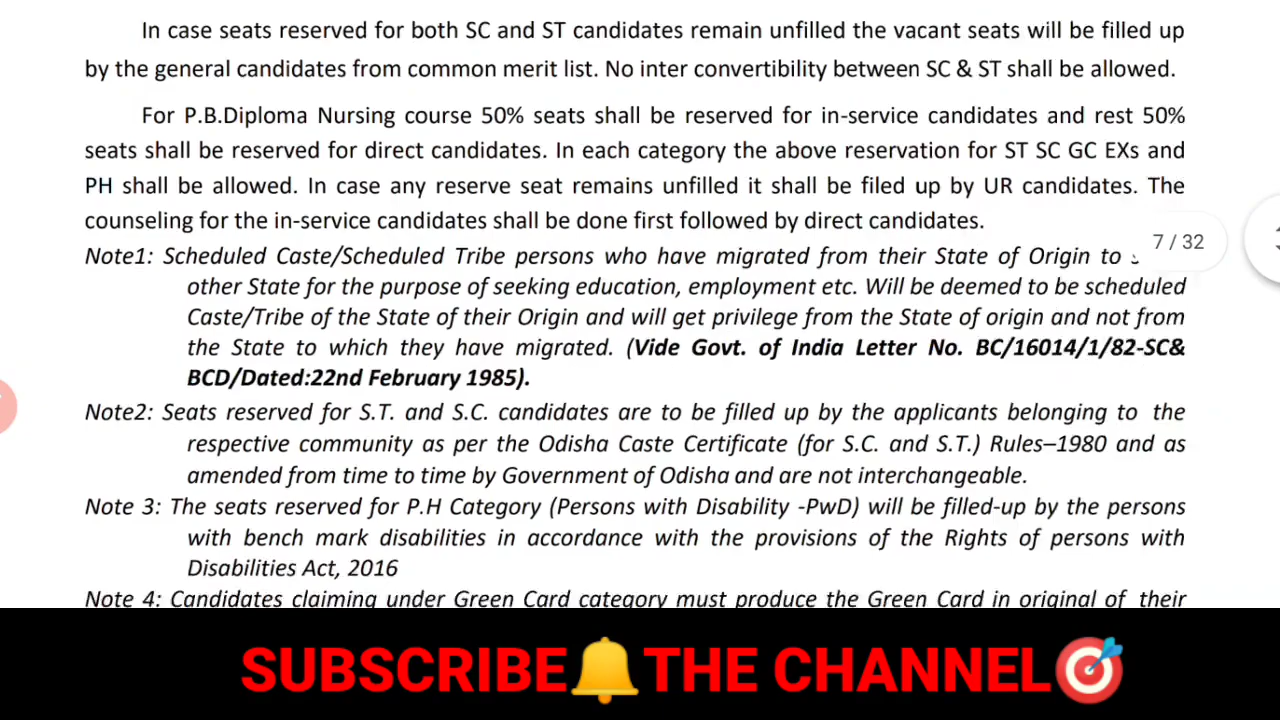 In case seats reserved for both SC and ST candidates remain unfilled the vacant seats will be filled up
by the general candidates from common merit list. No inter convertibility between SC & ST shall be allowed.
For P.B.Diploma Nursing course 50% seats shall be reserved for in-service candidates and rest 50%
seats shall be reserved for direct candidates. In each category the above reservation for ST SC GC EXs and
PH shall be allowed. In case any reserve seat remains unfilled it shall be filed up by UR candidates. The
counseling for the in-service candidates shall be done first followed by direct candidates.
Note1: Scheduled Caste/Scheduled Tribe persons who have migrated from their State of Origin to
7 / 32
other State for the purpose of seeking education, employment etc. Will be deemed to be scheduled
Caste/Tribe of the State of their Origin and will get privilege from the State of origin and not from
the State to which they have migrated. (Vide Govt. of India Letter No. BC/16014/1/82-SC&
BCD/Dated:22nd February 1985).
Note2: Seats reserved for S.T. and S.C. candidates are to be filled up by the applicants belonging to the
respective community as per the Odisha Caste Certificate (for S.C. and S.T.) Rules–1980 and as
amended from time to time by Government of Odisha and are not interchangeable.
Note 3: The seats reserved for P.H Category (Persons with Disability -PwD) will be filled-up by the persons
with bench mark disabilities in accordance with the provisions of the Rights of persons with
Disabilities Act, 2016
Note 4: Candidates claiming under Green Card category must produce the Green Card in original of their
SUBSCRIBE🔔THE CHANNEL🎯